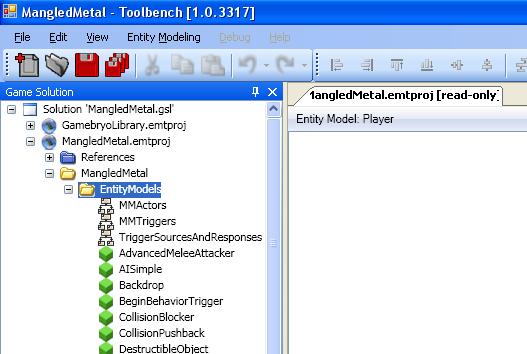 MangledMetal - Toolbench [1.0.3317]
File Edit View Entity Modeling Debug Help
Game Solution
MangledMetal.emtproj [read-only]
Entity Model: Player
Solution 'MangledMetal.gsl'
GamebryoLibrary.emtproj
MangledMetal.emtproj
References
MangledMetal
EntityModels
MMActors
MMTriggers
TriggerSourcesAndResponses
AdvancedMeleeAttacker
AISimple
Backdrop
BeginBehaviorTrigger
CollisionBlocker
CollisionPushback
DestructibleObject